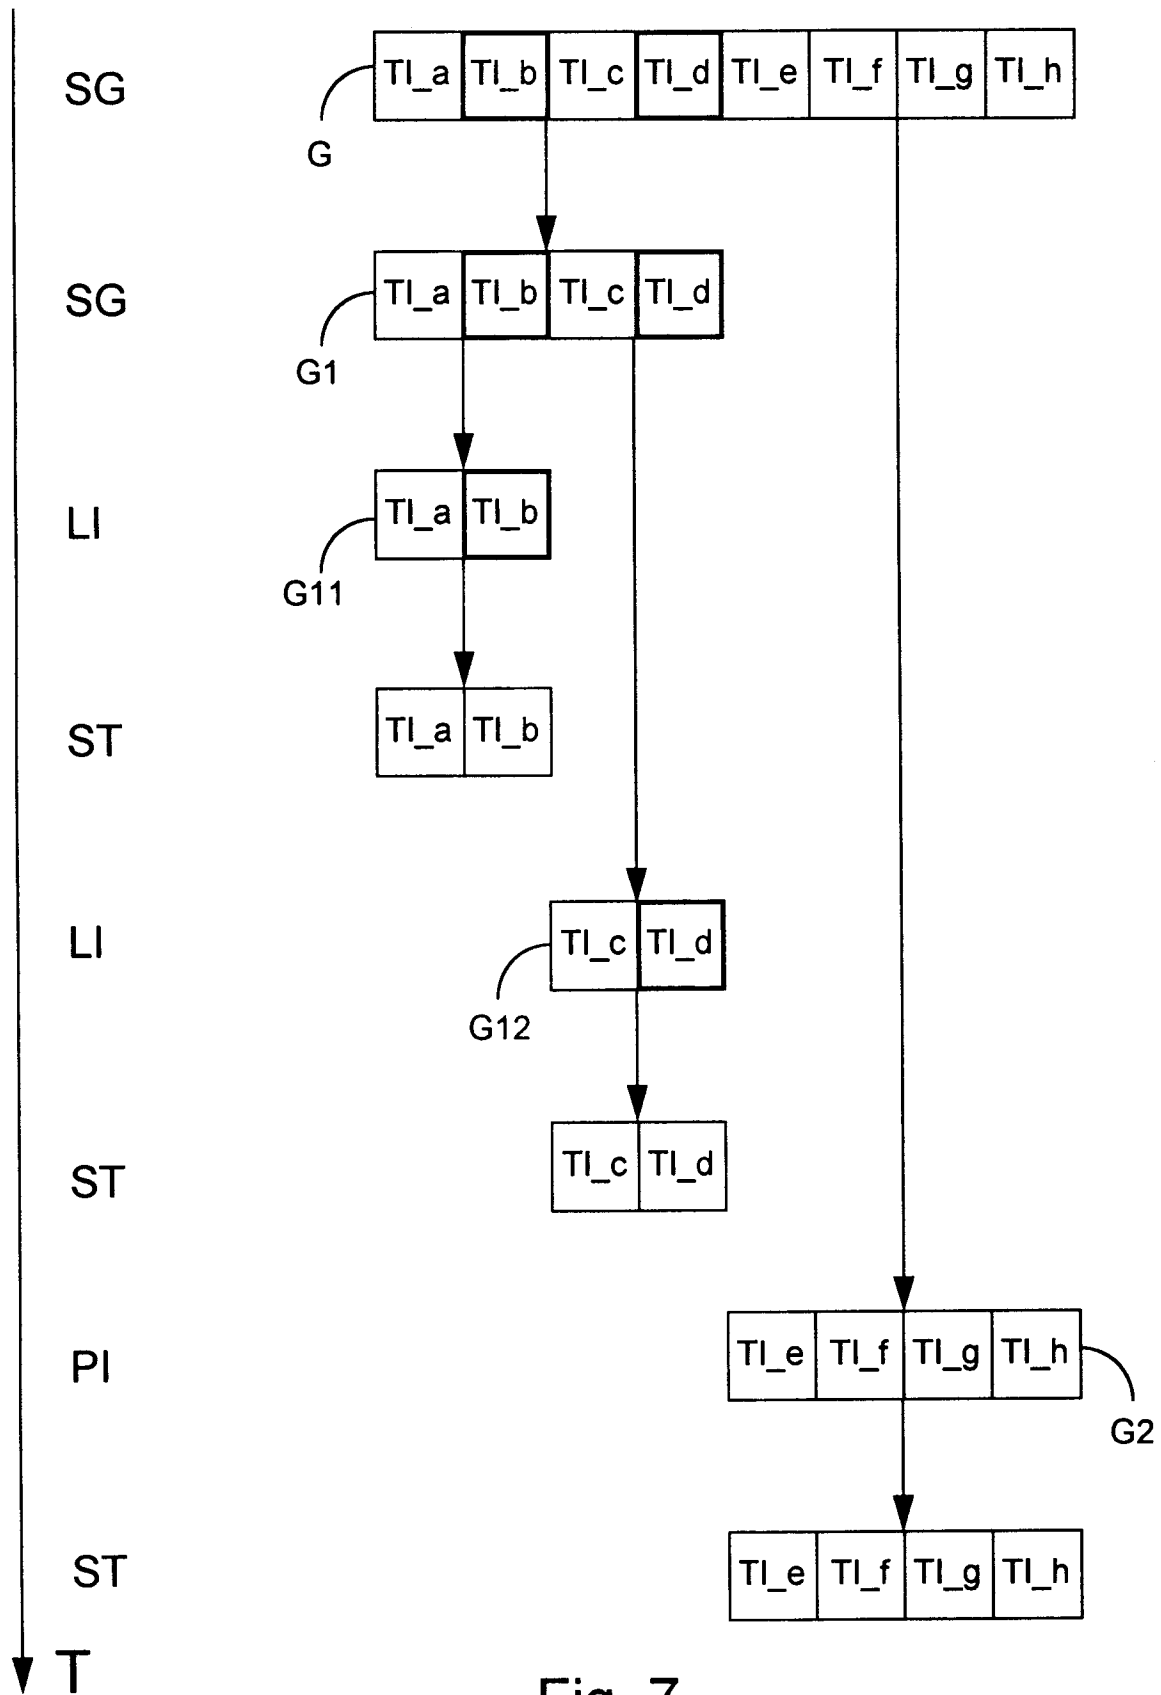 SG TI_a TI_b TI_c TI_d TI_e TI_f TI_g TI_h
G
SG TI_a TI_b TI_c TI_d
G1
LI TI_a TI_b
G11
ST TI_a TI_b
LI TI_c TI_d
G12
ST TI_c TI_d
PI TI_e TI_f TI_g TI_h
G2
ST TI_e TI_f TI_g TI_h
T
Fig. 7